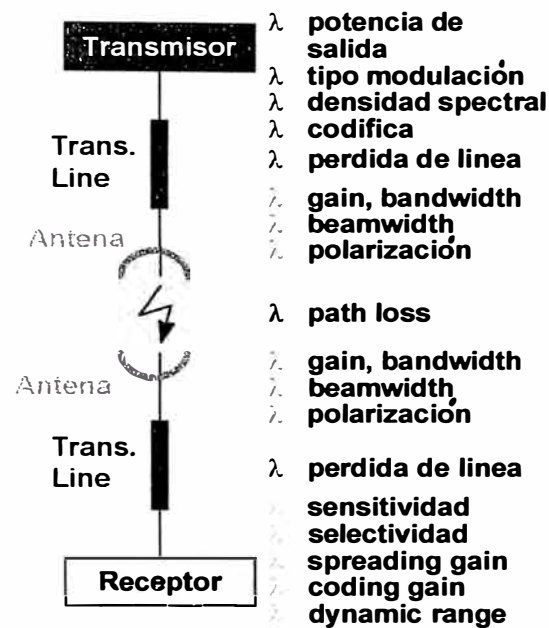 Transmisor
λ potencia de
salida
λ tipo modulación
λ densidad spectral
λ codifica
Trans.
Line
λ perdida de linea
Antena
λ gain, bandwidth
λ beamwidth
λ polarización
λ path loss
Antena
λ gain, bandwidth
λ beamwidth
λ polarización
Trans.
Line
λ perdida de linea
Receptor
λ sensitividad
λ selectividad
λ spreading gain
λ coding gain
λ dynamic range